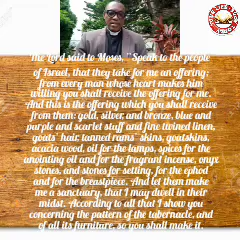 the Lord said to Moses, "Speak to the people
of Israel, that they take for me an offering;
from every man whose heart makes him
willing you shall receive the offering for me.
And this is the offering which you shall receive
from them: gold, silver, and bronze, blue and
purple and scarlet stuff and fine twined linen,
goats' hair, tanned rams' skins, goatskins,
acacia wood, oil for the lamps, spices for the
anointing oil and for the fragrant incense, onyx
stones, and stones for setting, for the ephod
and for the breastpiece. And let them make
me a sanctuary, that I may dwell in their
midst. According to all that I show you
concerning the pattern of the tabernacle, and
of all its furniture, so you shall make it.